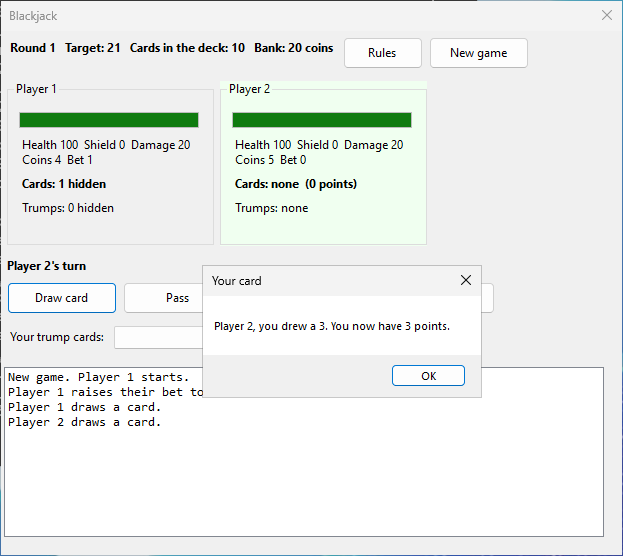 Blackjack
Round 1 Target: 21 Cards in the deck: 10 Bank: 20 coins Rules New game
Player 1
Health 100 Shield 0 Damage 20
Coins 4 Bet 1
Cards: 1 hidden
Trumps: 0 hidden
Player 2
Health 100 Shield 0 Damage 20
Coins 5 Bet 0
Cards: none (0 points)
Trumps: none
Player 2's turn
Draw card Pass
Your trump cards:
Your card
Player 2, you drew a 3. You now have 3 points.
OK
New game. Player 1 starts.
Player 1 raises their bet to
Player 1 draws a card.
Player 2 draws a card.